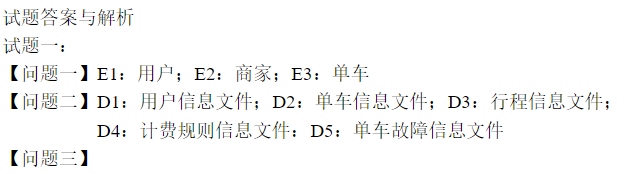 试题答案与解析
试题一：
【问题一】E1：用户；E2：商家；E3：单车
【问题二】D1：用户信息文件；D2：单车信息文件；D3：行程信息文件；
D4：计费规则信息文件：D5：单车故障信息文件
【问题三】